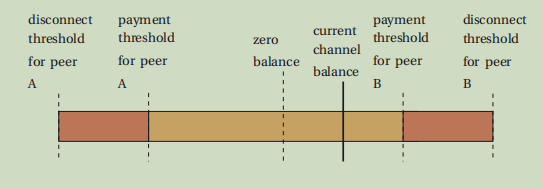 disconnect
threshold
for peer
A
payment
threshold
for peer
A
zero
balance
current
channel
balance
payment
threshold
for peer
B
disconnect
threshold
for peer
B